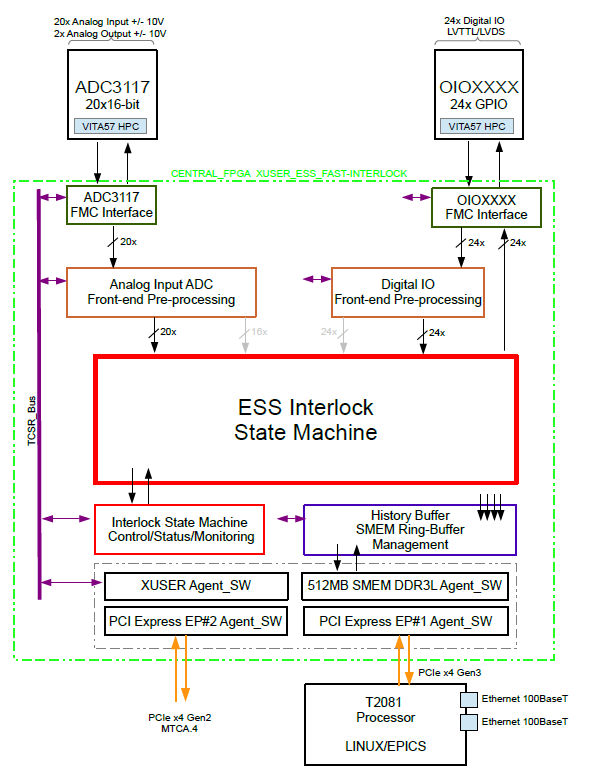 20x Analog Input +/- 10V
2x Analog Output +/- 10V
24x Digital IO
LVTTL/LVDS
ADC3117
20x16-bit
VITA57 HPC
OIOXXXX
24x GPIO
VITA57 HPC
CENTRAL_FPGA_XUSER_ESS_FAST-INTERLOCK
ADC3117
FMC Interface
OIOXXXX
FMC Interface
20x
24x
24x
Analog Input ADC
Front-end Pre-processing
Digital IO
Front-end Pre-processing
20x
16x
24x
24x
ESS Interlock
State Machine
TCSR_Bus
Interlock State Machine
Control/Status/Monitoring
History Buffer
SMEM Ring-Buffer
Management
XUSER Agent_SW
512MB SMEM DDR3L Agent_SW
PCI Express EP#2 Agent_SW
PCI Express EP#1 Agent_SW
PCIe x4 Gen3
PCIe x4 Gen2
MTCA.4
T2081
Processor
LINUX/EPICS
Ethernet 100BaseT
Ethernet 100BaseT